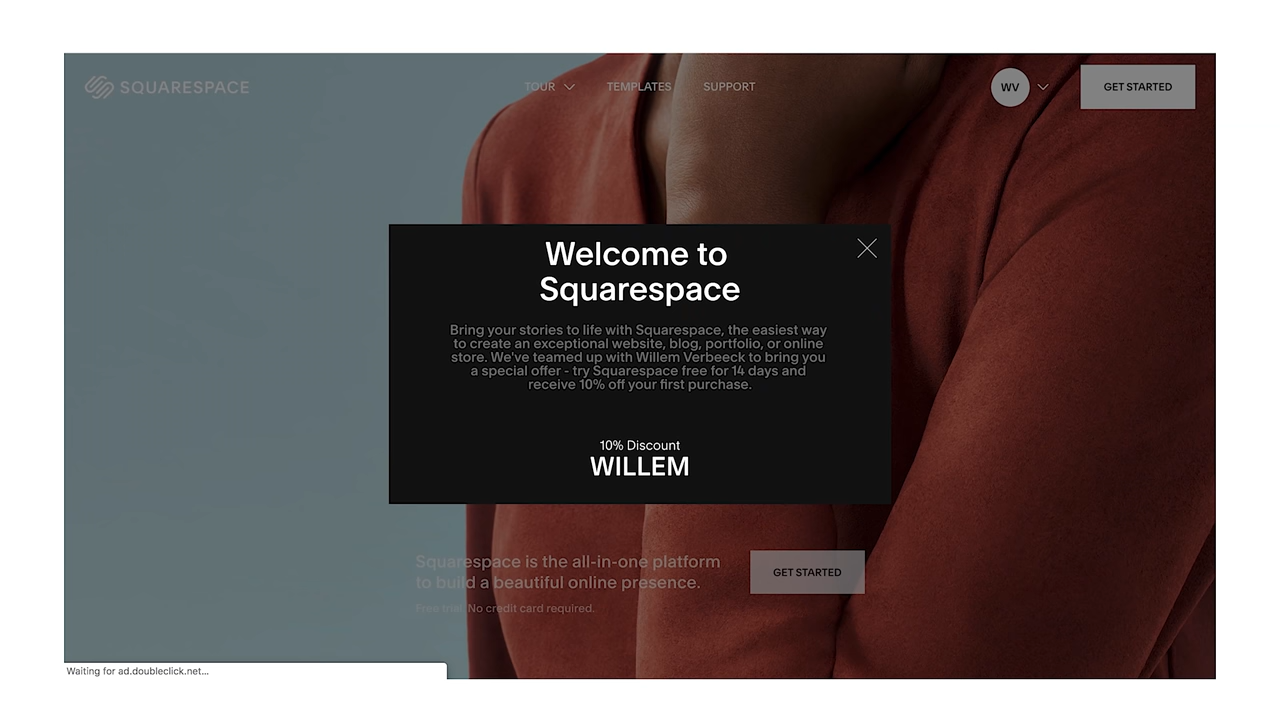 SQUARESPACE
TOUR
TEMPLATES
SUPPORT
WV
GET STARTED
Welcome to
Squarespace
Bring your stories to life with Squarespace, the easiest way
to create an exceptional website, blog, portfolio, or online
store. We've teamed up with Willem Verbeeck to bring you
a special offer - try Squarespace free for 14 days and
receive 10% off your first purchase.
10% Discount
WILLEM
Squarespace is the all-in-one platform
to build a beautiful online presence.
GET STARTED
Free trial. No credit card required.
Waiting for ad.doubleclick.net...